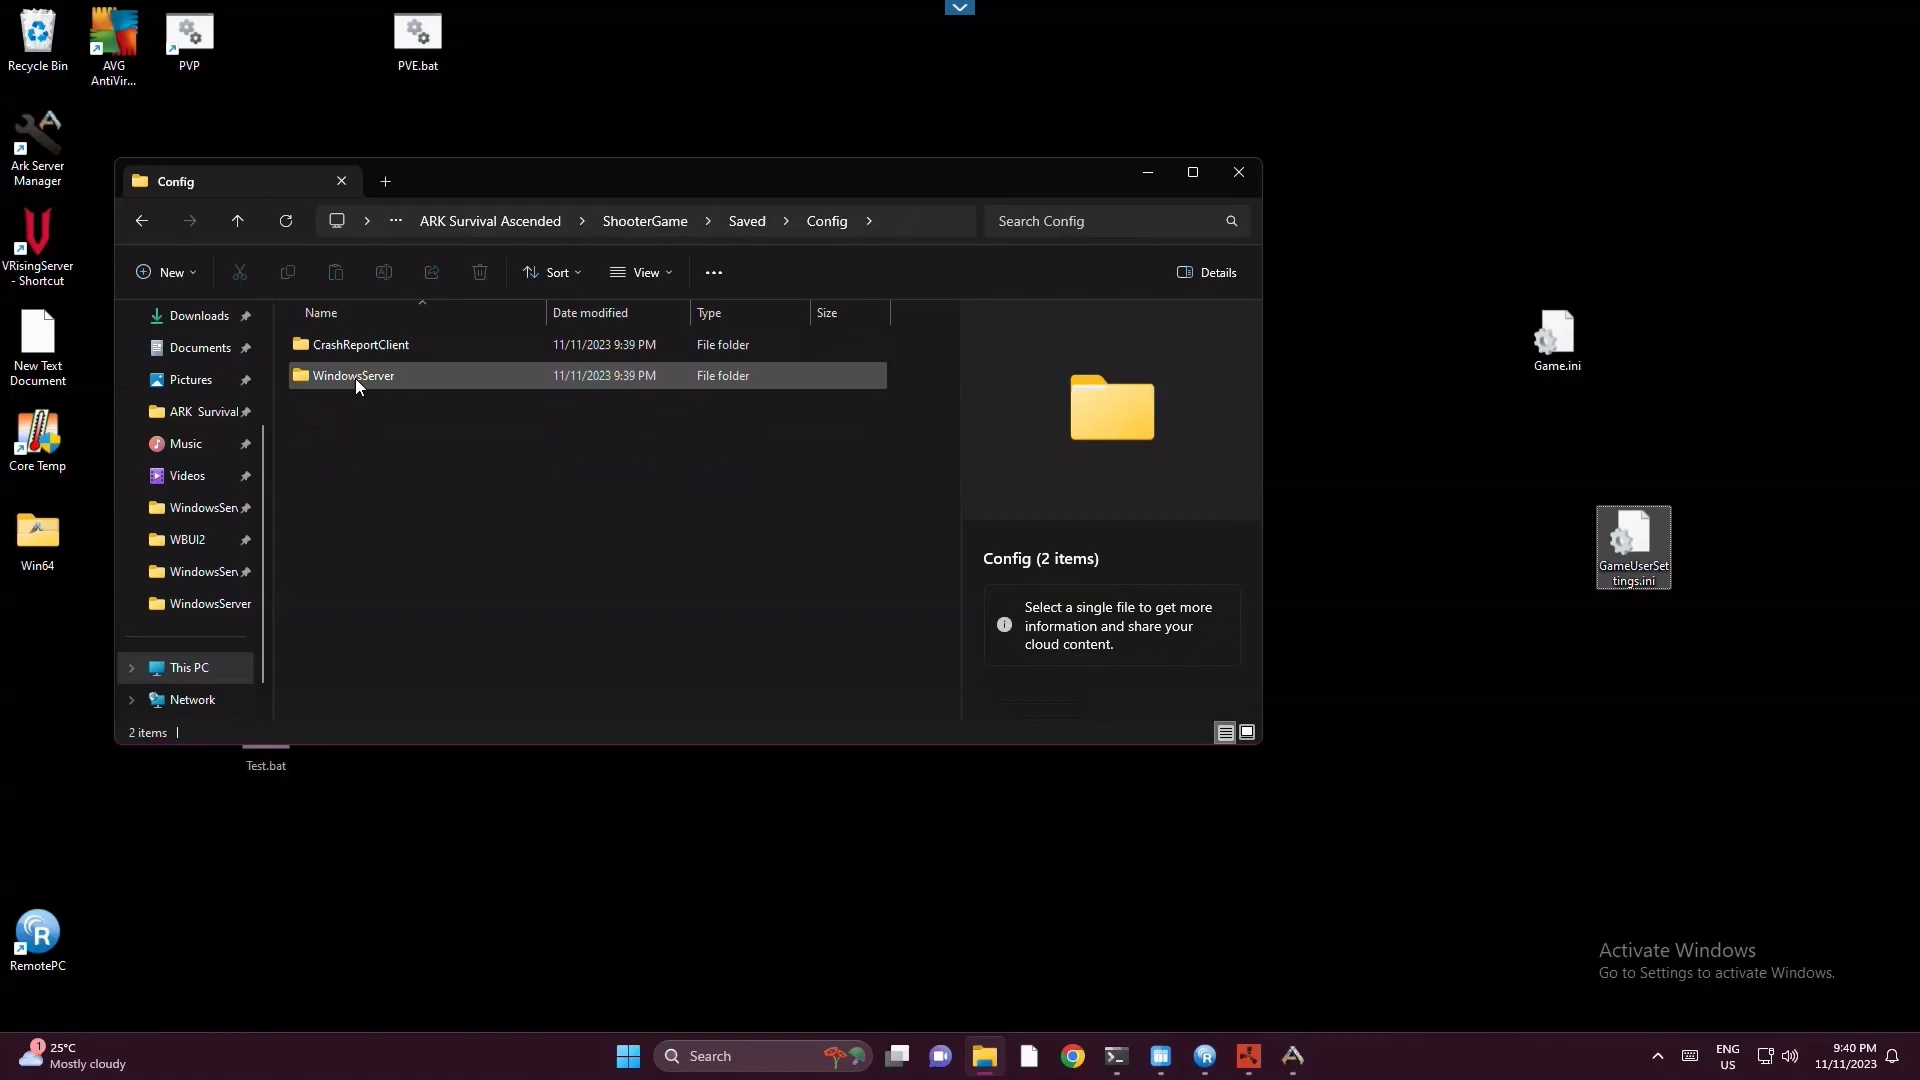 Recycle Bin
AVG
AntiVir...
PVP
PVE.bat
Ark Server
Manager
VRisingServer
- Shortcut
New Text
Document
Core Temp
Win64
RemotePC
Config
ARK Survival Ascended
ShooterGame
Saved
Config
Search Config
New
Sort
View
Details
Downloads
Documents
Pictures
ARK Survival
Music
Videos
WindowsSer
WBUI2
WindowsSer
WindowsServer
This PC
Network
Name
Date modified
Type
Size
CrashReportClient
11/11/2023 9:39 PM
File folder
WindowsServer
11/11/2023 9:39 PM
File folder
Config (2 items)
Select a single file to get more
information and share your
cloud content.
2 items
Test.bat
Game.ini
GameUserSet
tings.ini
Activate Windows
Go to Settings to activate Windows.
1
25°C
Mostly cloudy
Search
ENG
US
9:40 PM
11/11/2023